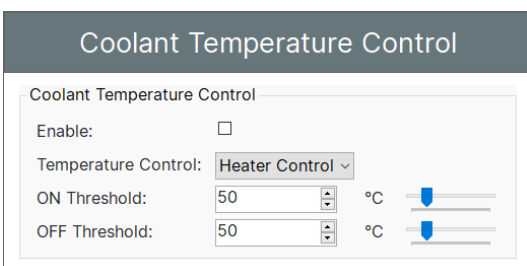 Coolant Temperature Control
Coolant Temperature Control
Enable:
Temperature Control: Heater Control
ON Threshold: 50 °C
OFF Threshold: 50 °C